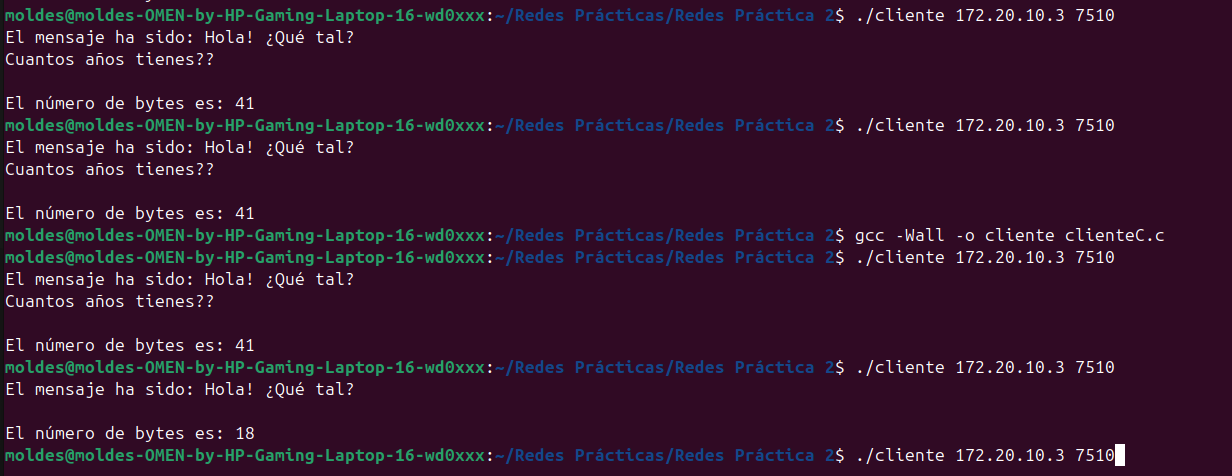 moldes@moldes-OMEN-by-HP-Gaming-Laptop-16-wd0xxx:~/Redes Prácticas/Redes Práctica 2$ ./cliente 172.20.10.3 7510
El mensaje ha sido: Hola! ¿Qué tal?
Cuantos años tienes??
El número de bytes es: 41
moldes@moldes-OMEN-by-HP-Gaming-Laptop-16-wd0xxx:~/Redes Prácticas/Redes Práctica 2$ ./cliente 172.20.10.3 7510
El mensaje ha sido: Hola! ¿Qué tal?
Cuantos años tienes??
El número de bytes es: 41
moldes@moldes-OMEN-by-HP-Gaming-Laptop-16-wd0xxx:~/Redes Prácticas/Redes Práctica 2$ gcc -Wall -o cliente clienteC.c
moldes@moldes-OMEN-by-HP-Gaming-Laptop-16-wd0xxx:~/Redes Prácticas/Redes Práctica 2$ ./cliente 172.20.10.3 7510
El mensaje ha sido: Hola! ¿Qué tal?
Cuantos años tienes??
El número de bytes es: 41
moldes@moldes-OMEN-by-HP-Gaming-Laptop-16-wd0xxx:~/Redes Prácticas/Redes Práctica 2$ ./cliente 172.20.10.3 7510
El mensaje ha sido: Hola! ¿Qué tal?
El número de bytes es: 18
moldes@moldes-OMEN-by-HP-Gaming-Laptop-16-wd0xxx:~/Redes Prácticas/Redes Práctica 2$ ./cliente 172.20.10.3 7510